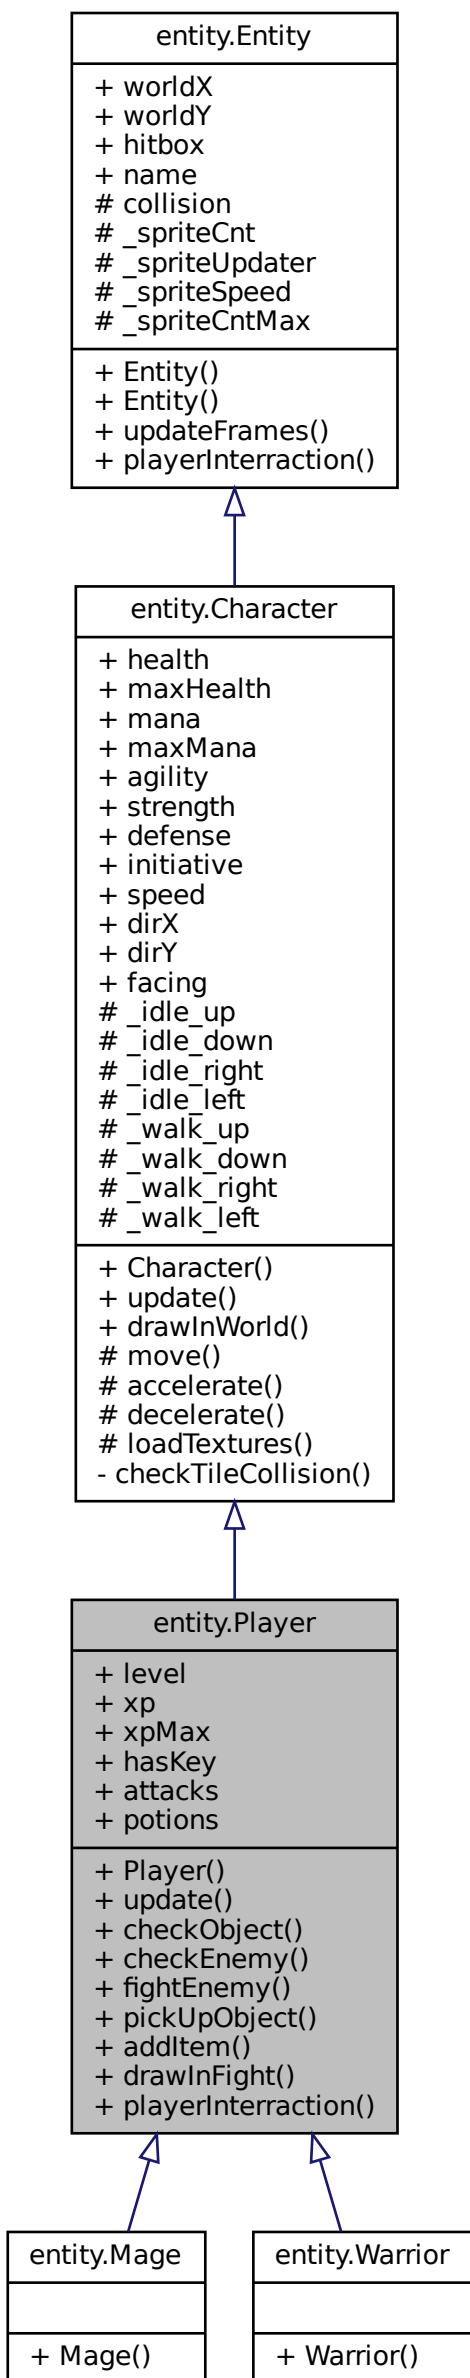 entity.Entity
+ worldX
+ worldY
+ hitbox
+ name
# collision
# _spriteCnt
# _spriteUpdater
# _spriteSpeed
# _spriteCntMax
+ Entity()
+ Entity()
+ updateFrames()
+ playerInterraction()
entity.Character
+ health
+ maxHealth
+ mana
+ maxMana
+ agility
+ strength
+ defense
+ initiative
+ speed
+ dirX
+ dirY
+ facing
# _idle_up
# _idle_down
# _idle_right
# _idle_left
# _walk_up
# _walk_down
# _walk_right
# _walk_left
+ Character()
+ update()
+ drawInWorld()
# move()
# accelerate()
# decelerate()
# loadTextures()
- checkTileCollision()
entity.Player
+ level
+ xp
+ xpMax
+ hasKey
+ attacks
+ potions
+ Player()
+ update()
+ checkObject()
+ checkEnemy()
+ fightEnemy()
+ pickUpObject()
+ addItem()
+ drawInFight()
+ playerInterraction()
entity.Mage
+ Mage()
entity.Warrior
+ Warrior()